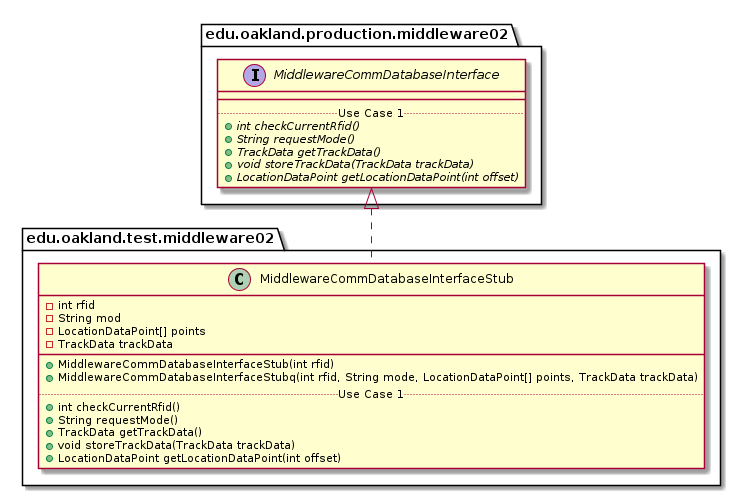 edu.oakland.production.middleware02
I MiddlewareCommDatabaseInterface
Use Case 1
int checkCurrentRfid()
String requestMode()
TrackData getTrackData()
void storeTrackData(TrackData trackData)
LocationDataPoint getLocationDataPoint(int offset)
edu.oakland.test.middleware02
C MiddlewareCommDatabaseInterfaceStub
int rfid
String mod
LocationDataPoint[] points
TrackData trackData
MiddlewareCommDatabaseInterfaceStub(int rfid)
MiddlewareCommDatabaseInterfaceStubq(int rfid, String mode, LocationDataPoint[] points, TrackData trackData)
Use Case 1
int checkCurrentRfid()
String requestMode()
TrackData getTrackData()
void storeTrackData(TrackData trackData)
LocationDataPoint getLocationDataPoint(int offset)